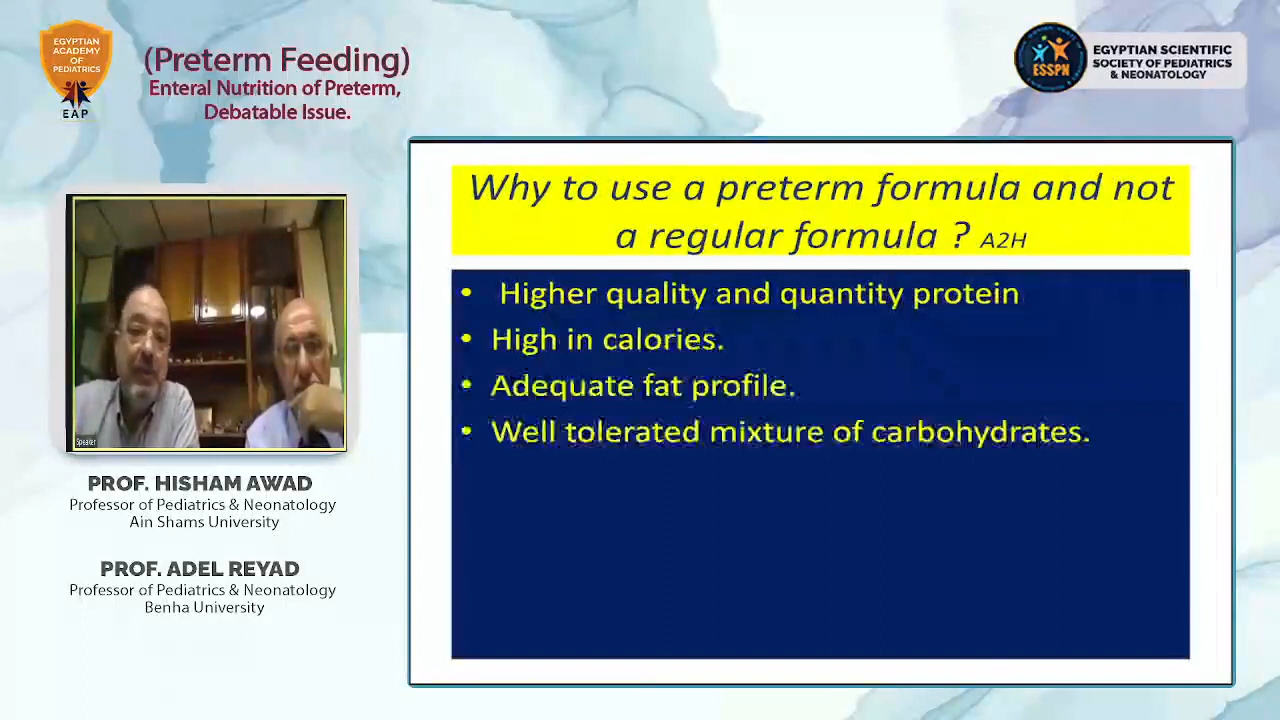 EGYPTIAN
ACADEMY
OF
PEDIATRICS
EAP
(Preterm Feeding)
Enteral Nutrition of Preterm,
Debatable Issue.
ESSPN
EGYPTIAN SCIENTIFIC
SOCIETY OF PEDIATRICS
& NEONATOLOGY
Why to use a preterm formula and not
a regular formula ? A2H
• Higher quality and quantity protein
• High in calories.
• Adequate fat profile.
• Well tolerated mixture of carbohydrates.
Speaker
PROF. HISHAM AWAD
Professor of Pediatrics & Neonatology
Ain Shams University
PROF. ADEL REYAD
Professor of Pediatrics & Neonatology
Benha University